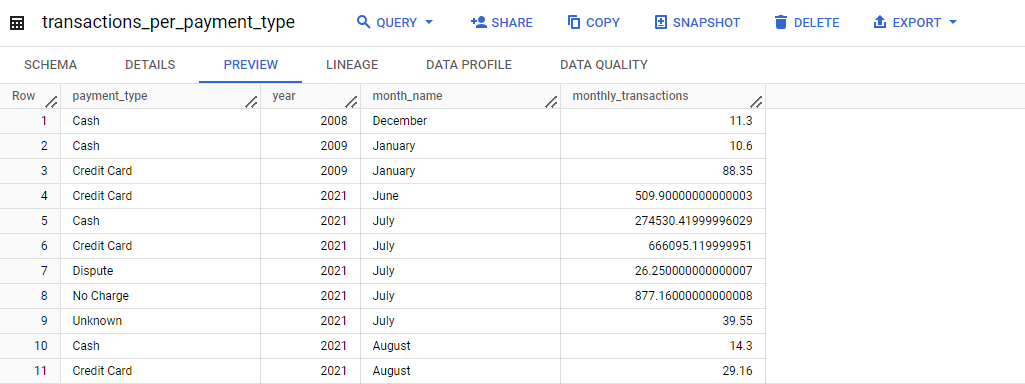 transactions_per_payment_type QUERY SHARE COPY SNAPSHOT DELETE EXPORT
SCHEMA DETAILS PREVIEW LINEAGE DATA PROFILE DATA QUALITY
Row payment_type year month_name monthly_transactions
1 Cash 2008 December 11.3
2 Cash 2009 January 10.6
3 Credit Card 2009 January 88.35
4 Credit Card 2021 June 509.90000000000003
5 Cash 2021 July 274530.41999996029
6 Credit Card 2021 July 666095.119999951
7 Dispute 2021 July 26.250000000000007
8 No Charge 2021 July 877.16000000000008
9 Unknown 2021 July 39.55
10 Cash 2021 August 14.3
11 Credit Card 2021 August 29.16